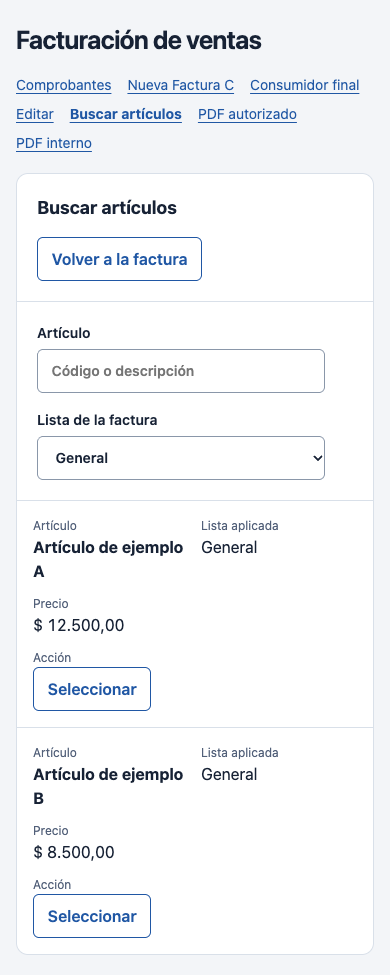 Facturación de ventas
Comprobantes Nueva Factura C Consumidor final
Editar Buscar artículos PDF autorizado
PDF interno
Buscar artículos
Volver a la factura
Artículo
Código o descripción
Lista de la factura
General
Artículo Lista aplicada
Artículo de ejemplo General
A
Precio
$ 12.500,00
Acción
Seleccionar
Artículo Lista aplicada
Artículo de ejemplo General
B
Precio
$ 8.500,00
Acción
Seleccionar